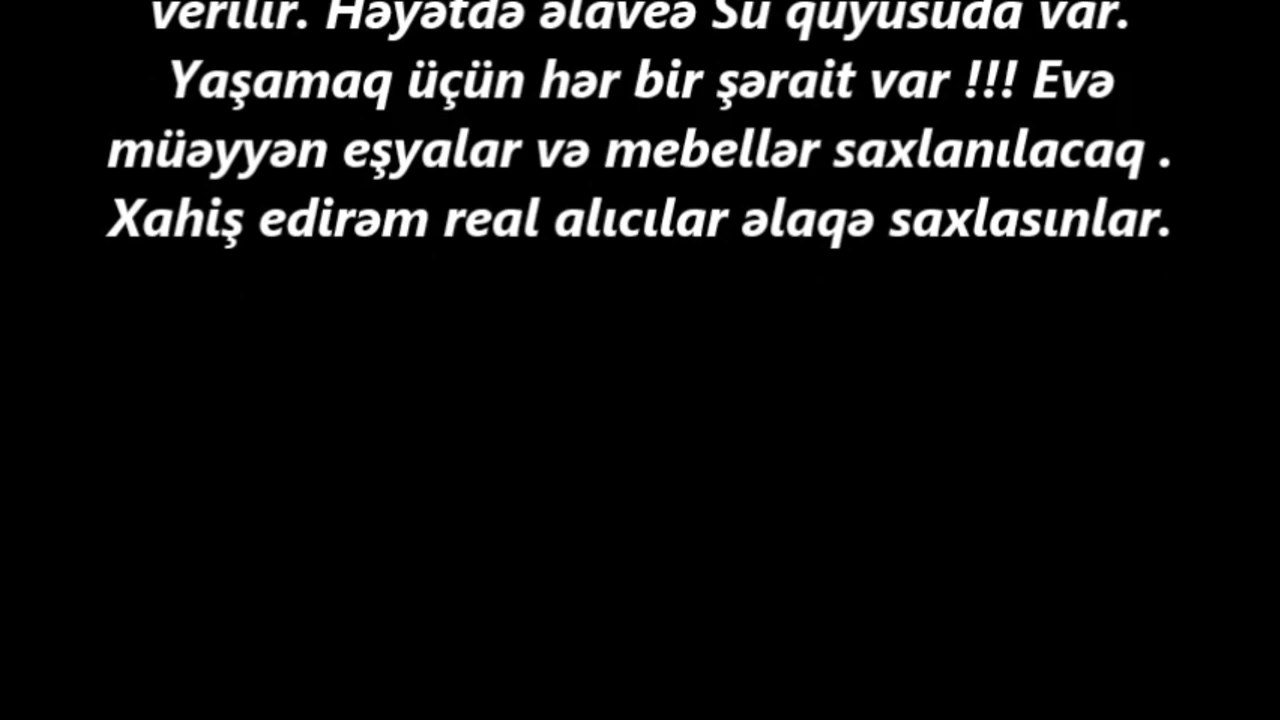 verilir. Həyətdə əlaveə Su quyusuda var.
Yaşamaq üçün hər bir şərait var !!! Evə
müəyyən eşyalar və mebellər saxlanılacaq .
Xahiş edirəm real alıcılar əlaqə saxlasınlar.